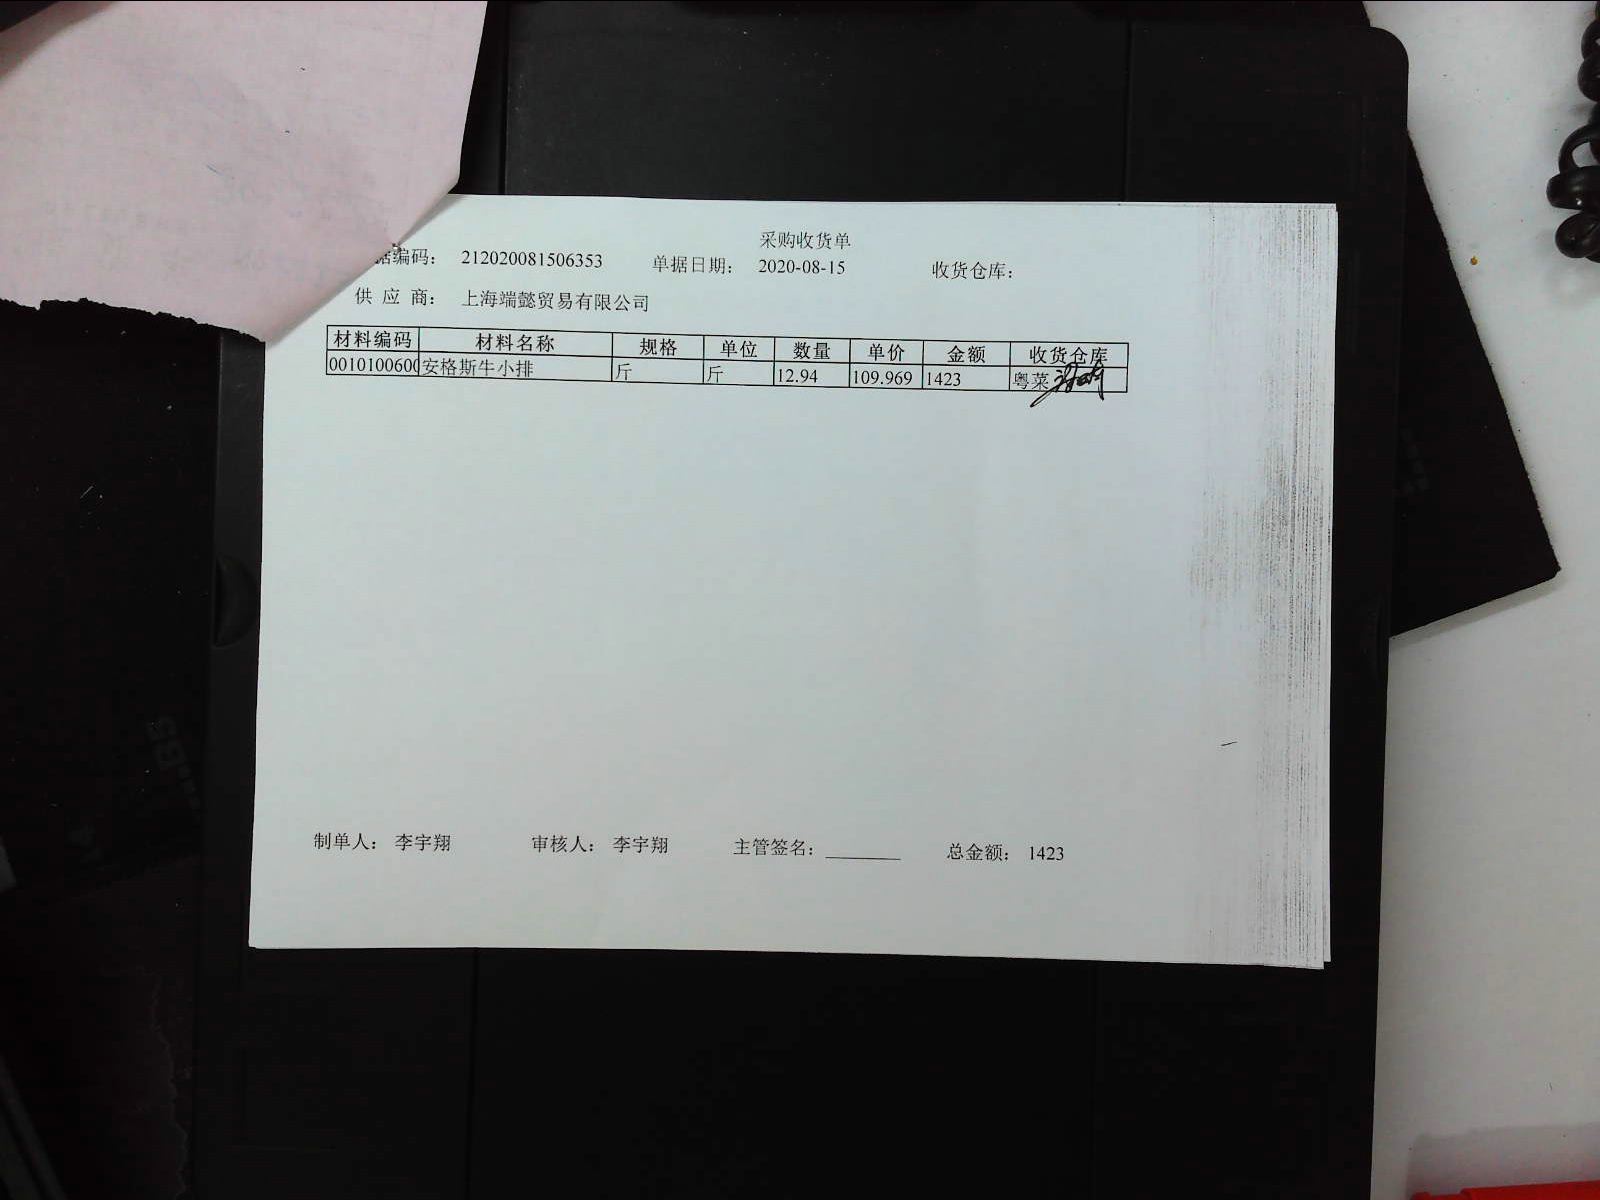 采购收货单
据编码： 212020081506353 单据日期： 2020-08-15 收货仓库：
供 应 商： 上海端懿贸易有限公司
材料编码 材料名称 规格 单位 数量 单价 金额 收货仓库
0010100600 安格斯牛小排 斤 斤 12.94 109.969 1423 粤菜
制单人： 李宇翔 审核人： 李宇翔 主管签名： ________ 总金额： 1423